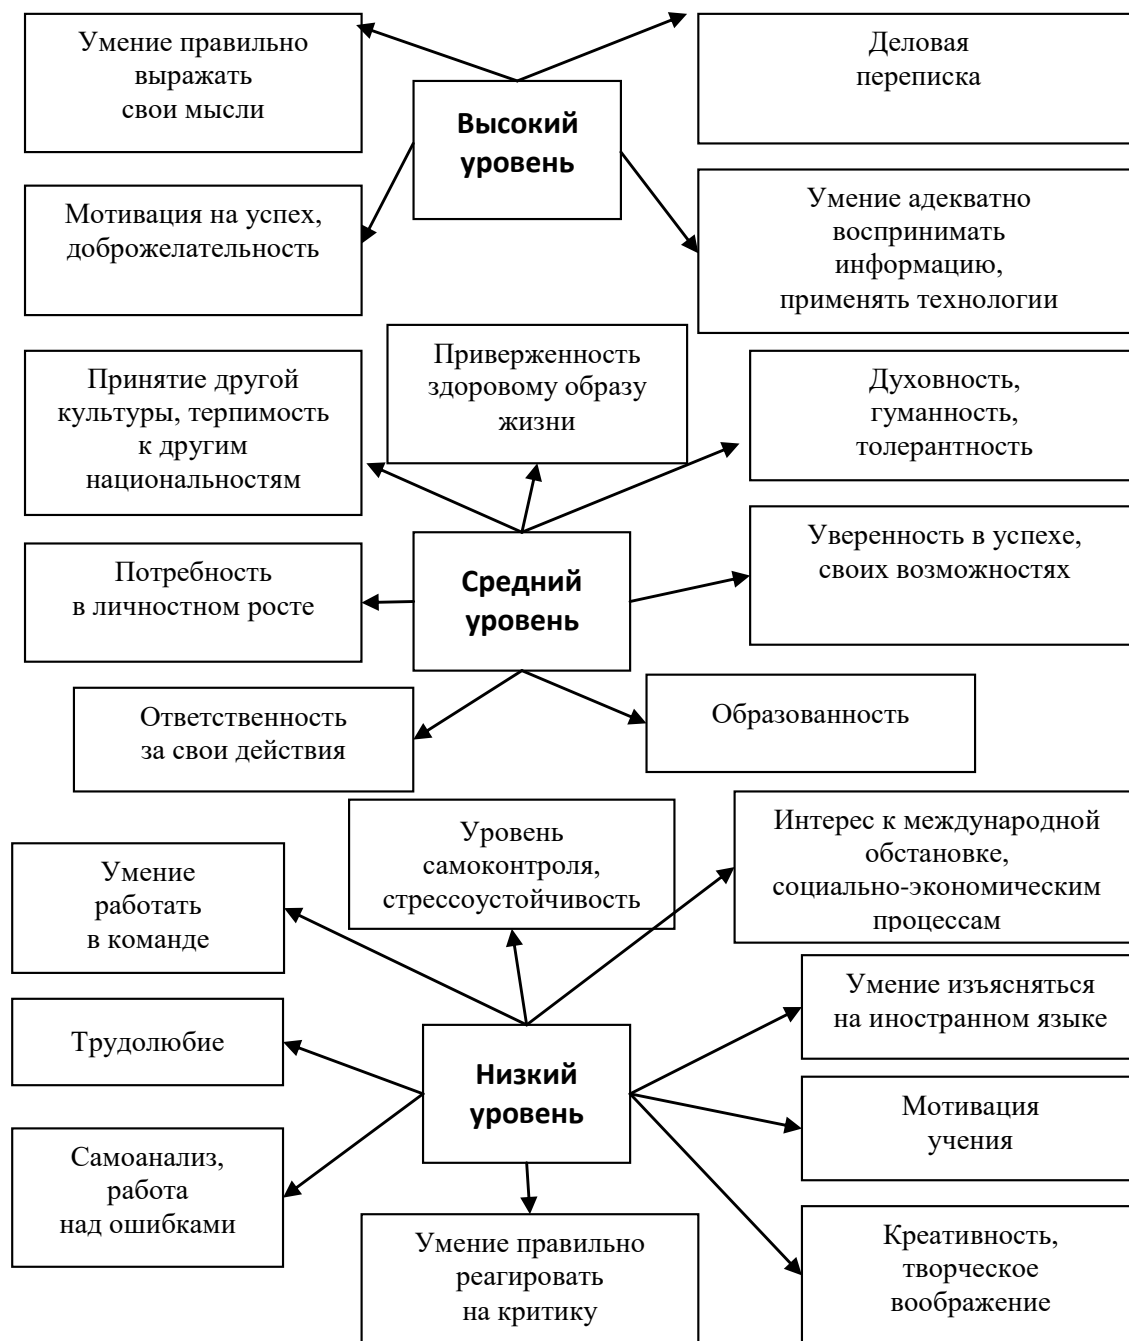 Умение правильно
выражать
свои мысли
Деловая
переписка
Высокий
уровень
Мотивация на успех,
доброжелательность
Умение адекватно
воспринимать
информацию,
применять технологии
Приверженность
здоровому образу
жизни
Принятие другой
культуры, терпимость
к другим
национальностям
Духовность,
гуманность,
толерантность
Уверенность в успехе,
своих возможностях
Потребность
в личностном росте
Средний
уровень
Ответственность
за свои действия
Образованность
Уровень
самоконтроля,
стрессоустойчивость
Интерес к международной
обстановке,
социально-экономическим
процессам
Умение
работать
в команде
Умение изъясняться
на иностранном языке
Трудолюбие
Низкий
уровень
Мотивация
учения
Самоанализ,
работа
над ошибками
Умение правильно
реагировать
на критику
Креативность,
творческое
воображение